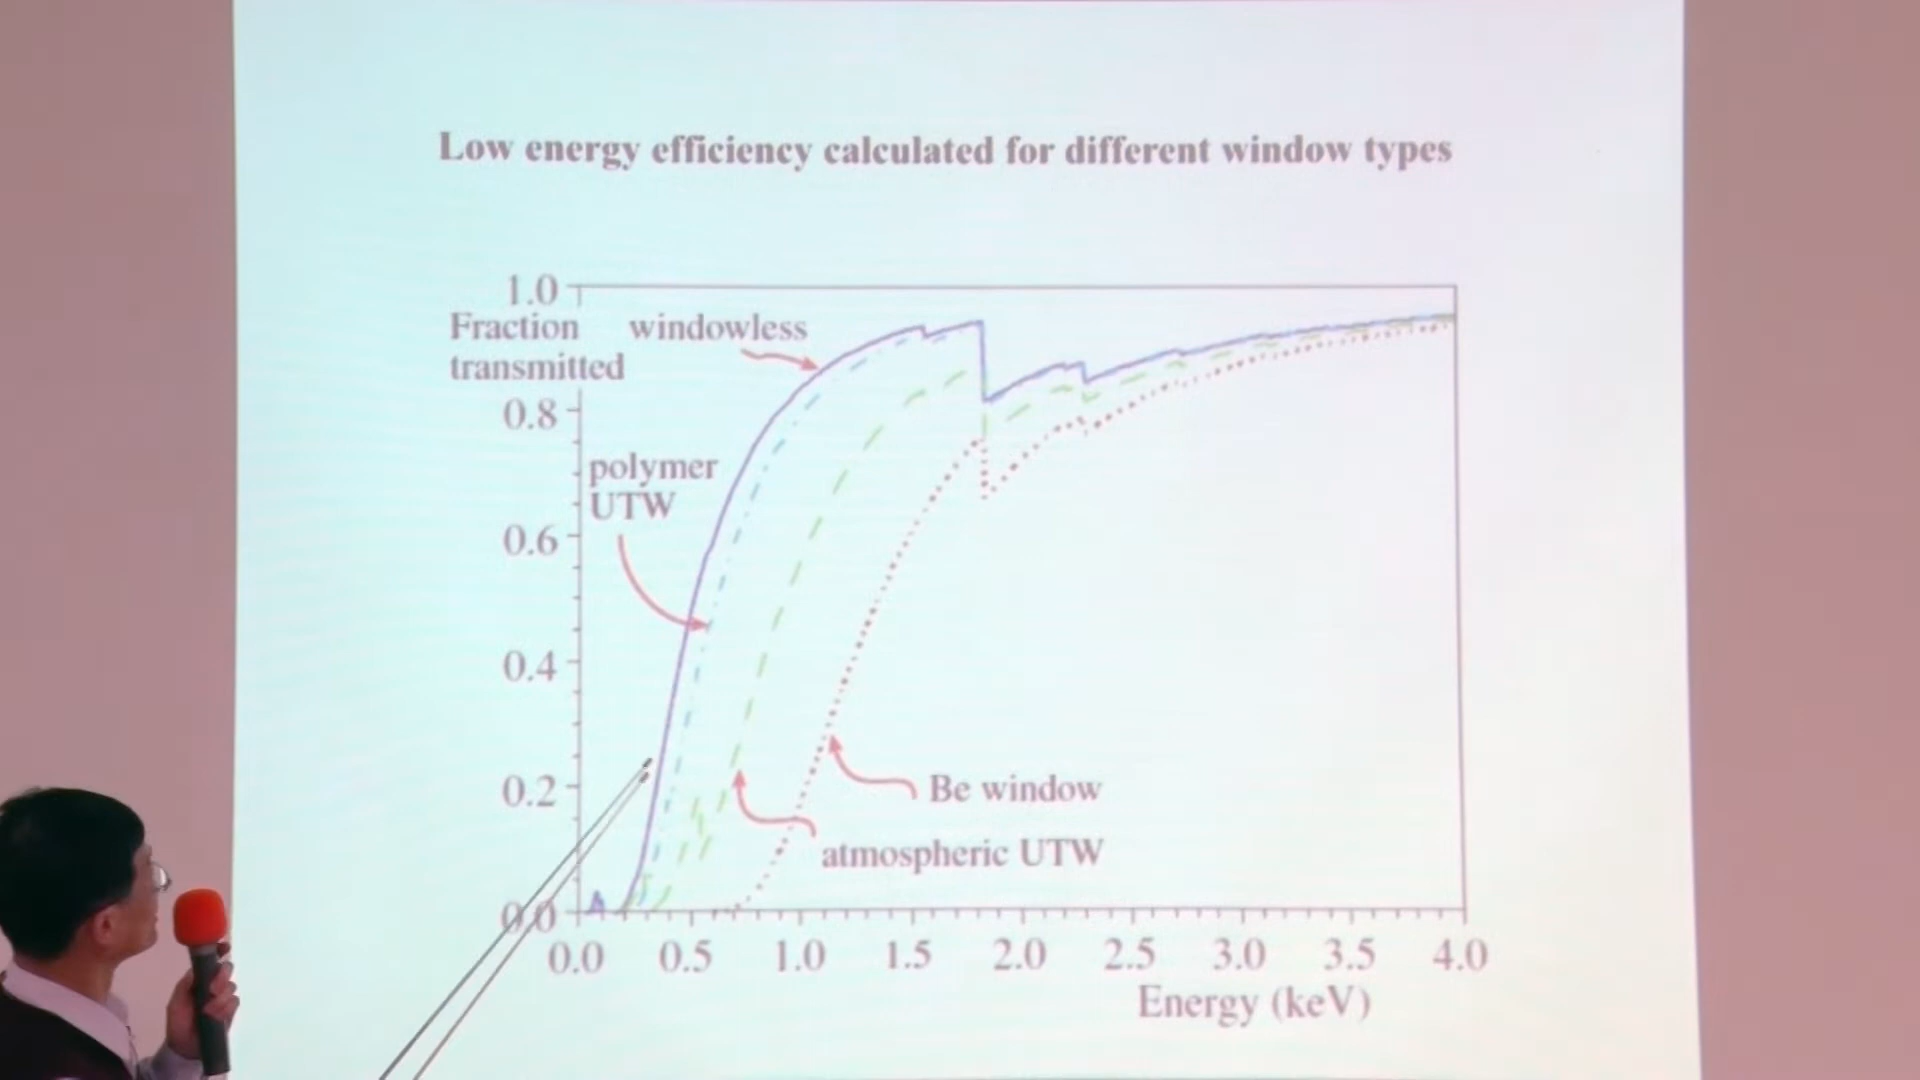 Low energy efficiency calculated for different window types
1.0
Fraction
transmitted
windowless
0.8
polymer
UTW
0.6
0.4
0.2
Be window
atmospheric UTW
0.0
0.0 0.5 1.0 1.5 2.0 2.5 3.0 3.5 4.0
Energy (keV)